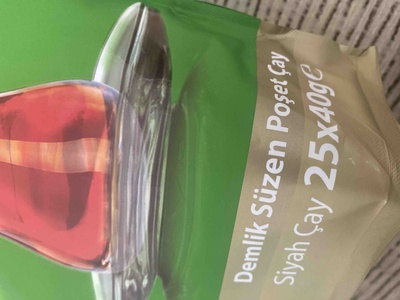 Demlik Süzen Poşet Çay
Siyah Çay 25x40g℮